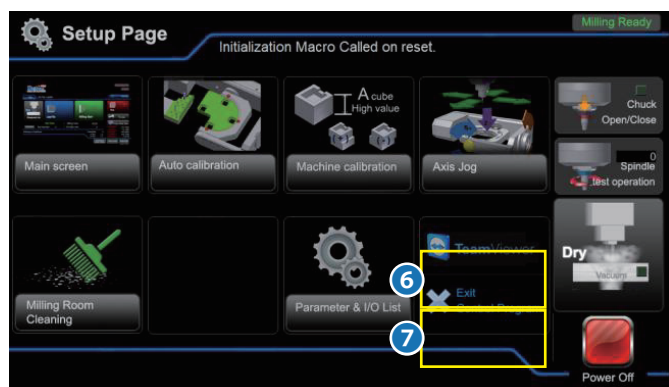 Setup Page
Milling Ready
Initialization Macro Called on reset.
Main screen
Auto calibration
A cube
High value
Machine calibration
Axis Jog
Chuck
Open/Close
0
Spindle
test operation
Milling Room
Cleaning
Parameter & I/O List
TeamViewer
6
Exit
7
Dry
Vacuum
Power Off